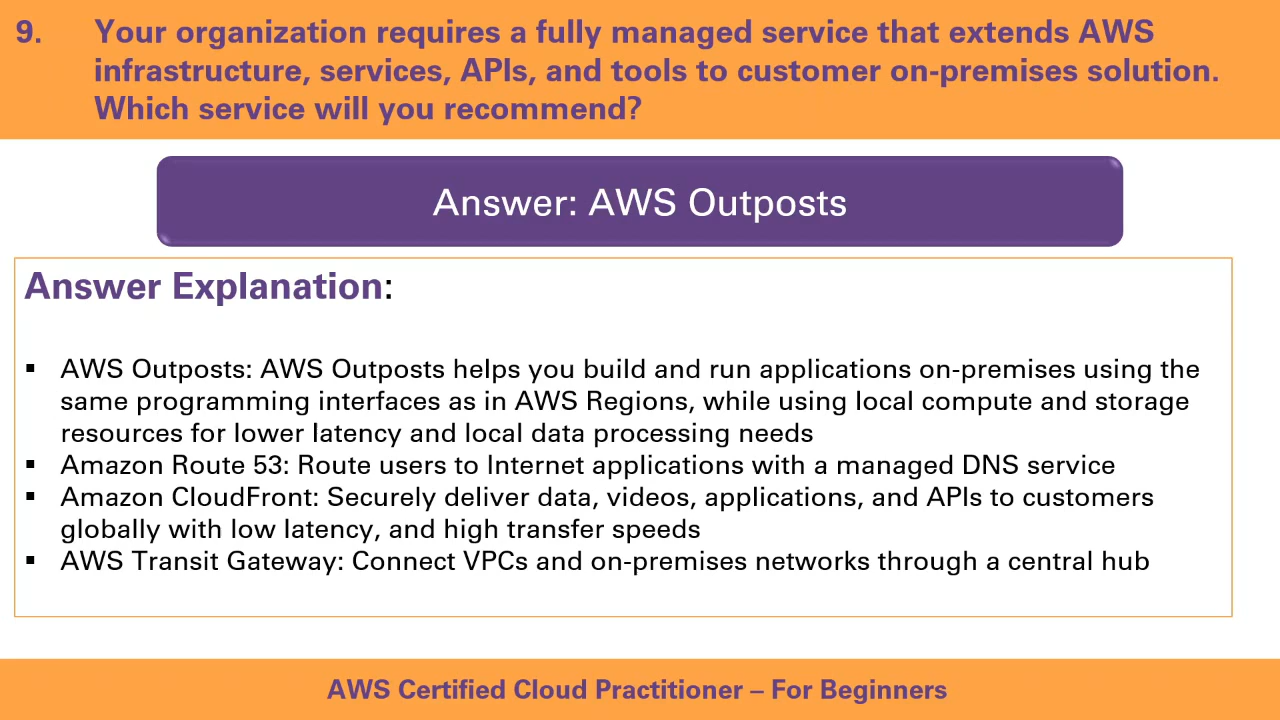 9. Your organization requires a fully managed service that extends AWS
infrastructure, services, APIs, and tools to customer on-premises solution.
Which service will you recommend?
Answer: AWS Outposts
Answer Explanation:
▪ AWS Outposts: AWS Outposts helps you build and run applications on-premises using the
same programming interfaces as in AWS Regions, while using local compute and storage
resources for lower latency and local data processing needs
▪ Amazon Route 53: Route users to Internet applications with a managed DNS service
▪ Amazon CloudFront: Securely deliver data, videos, applications, and APIs to customers
globally with low latency, and high transfer speeds
▪ AWS Transit Gateway: Connect VPCs and on-premises networks through a central hub
AWS Certified Cloud Practitioner – For Beginners